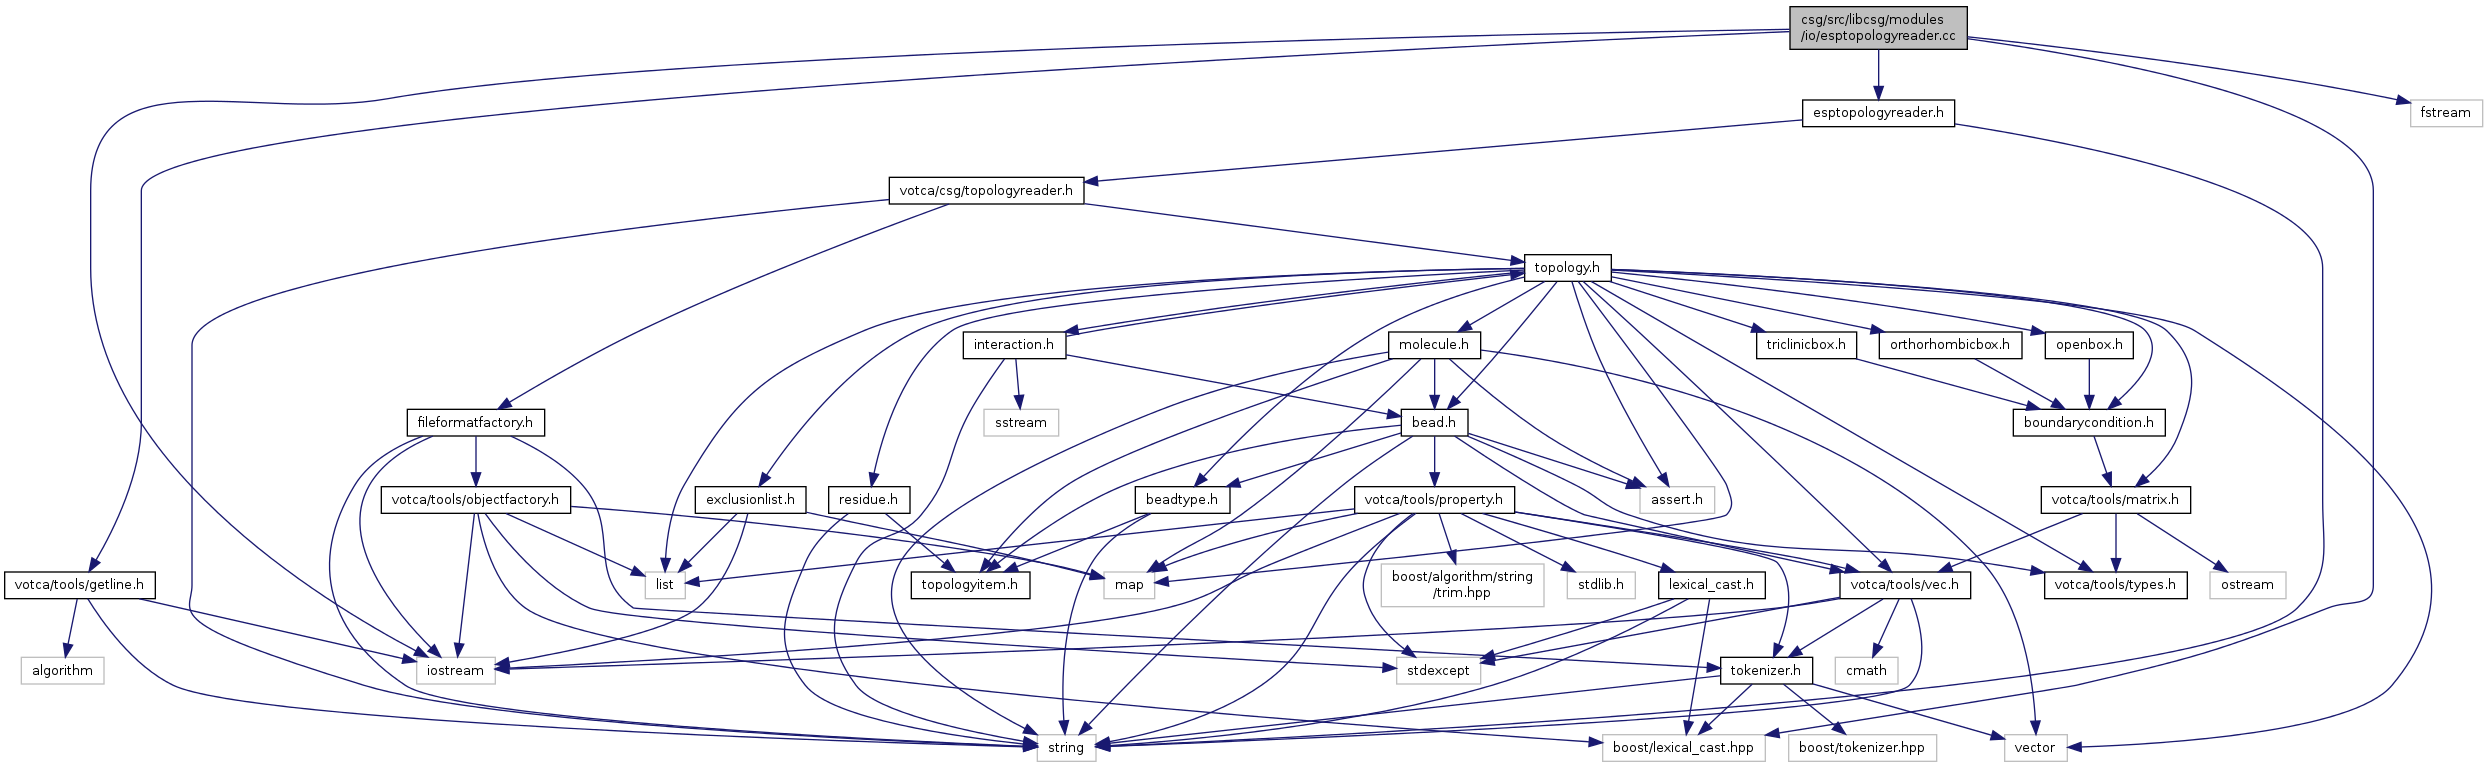 csg/src/libcsg/modules
/io/esptopologyreader.cc
esptopologyreader.h
fstream
votca/csg/topologyreader.h
topology.h
interaction.h
molecule.h
triclinicbox.h
orthorhombicbox.h
openbox.h
fileformatfactory.h
sstream
bead.h
boundarycondition.h
votca/tools/objectfactory.h
exclusionlist.h
residue.h
beadtype.h
votca/tools/property.h
assert.h
votca/tools/matrix.h
votca/tools/getline.h
list
topologyitem.h
map
boost/algorithm/string
/trim.hpp
stdlib.h
lexical_cast.h
votca/tools/vec.h
votca/tools/types.h
ostream
algorithm
iostream
stdexcept
tokenizer.h
cmath
string
boost/lexical_cast.hpp
boost/tokenizer.hpp
vector